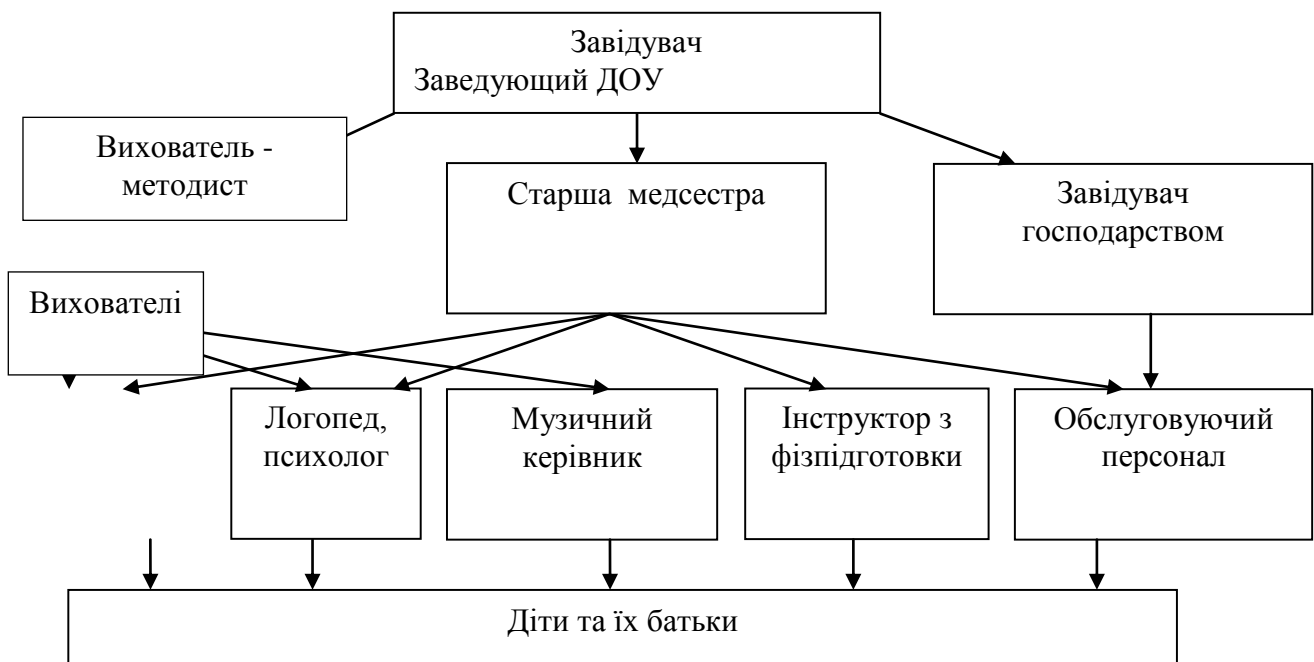 Завідувач
Заведующий ДОУ
Вихователь -
методист
Старша медсестра
Завідувач
господарством
Вихователі
Логопед,
психолог
Музичний
керівник
Інструктор з
фізпідготовки
Обслуговуючий
персонал
Діти та їх батьки